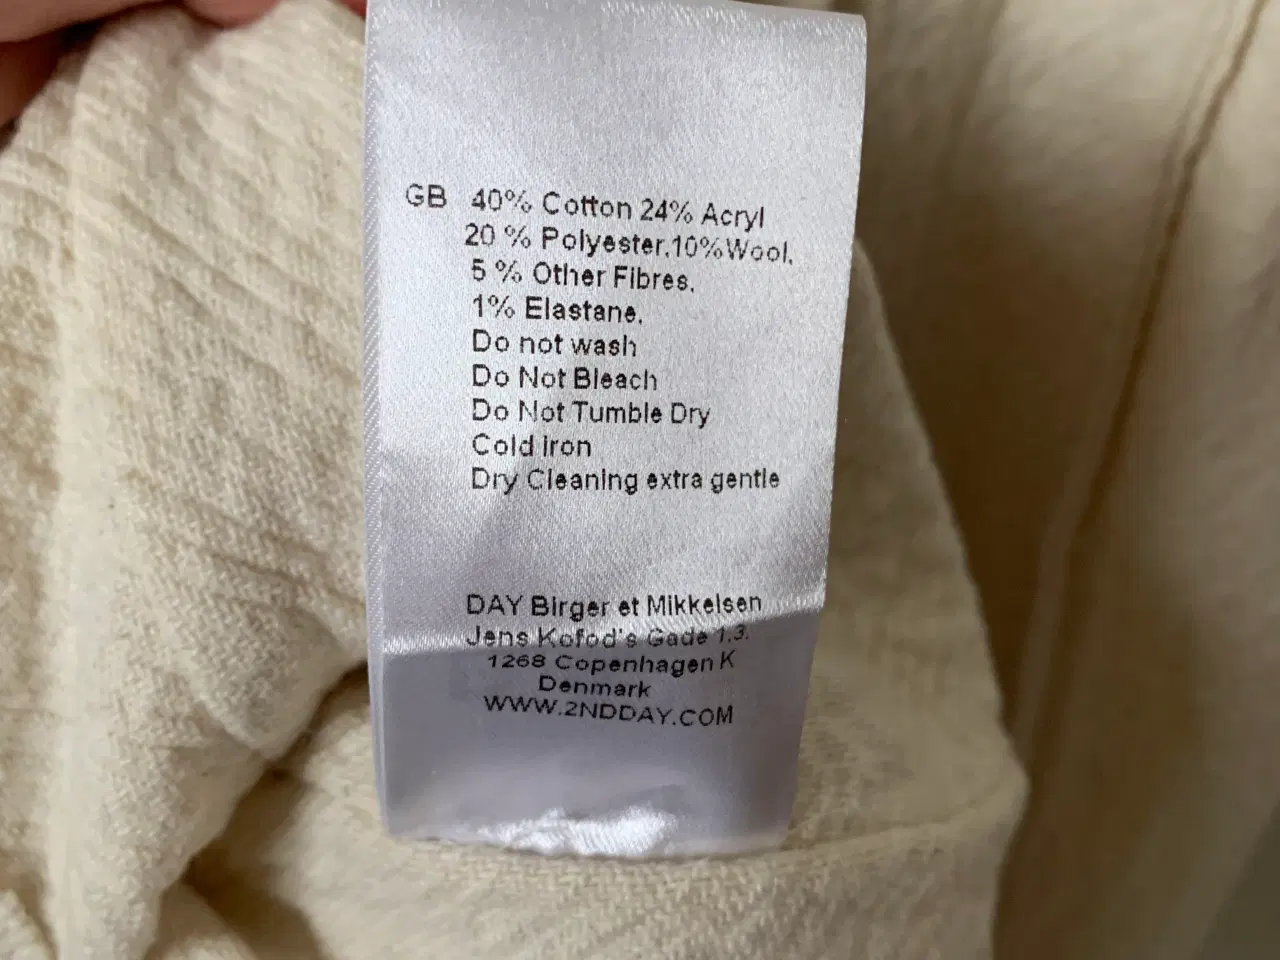 GB 40% Cotton 24% Acryl
20 % Polyester,10%Wool,
5 % Other Fibres,
1% Elastane,
Do not wash
Do Not Bleach
Do Not Tumble Dry
Cold Iron
Dry Cleaning extra gentle
DAY Birger et Mikkelsen
Jens Kofod's Gade 1,3.
1268 Copenhagen K
Denmark
WWW.2NDDAY.COM